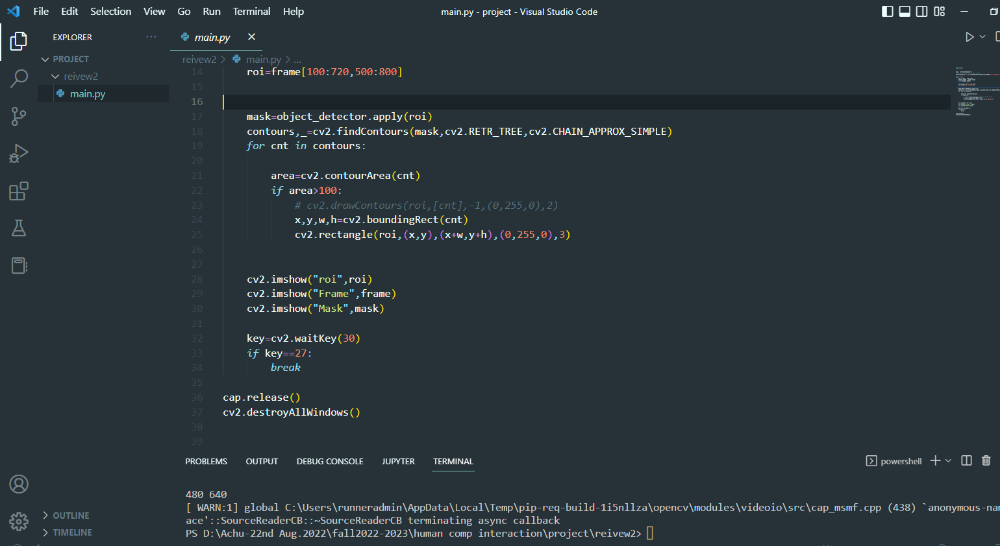 File Edit Selection View Go Run Terminal Help
main.py - project - Visual Studio Code
EXPLORER
PROJECT
reivew2
main.py
OUTLINE
TIMELINE
main.py
reivew2 > main.py > ...
14 roi=frame[100:720,500:800]
15
16
17 mask=object_detector.apply(roi)
18 contours,_=cv2.findContours(mask,cv2.RETR_TREE,cv2.CHAIN_APPROX_SIMPLE)
19 for cnt in contours:
20
21 area=cv2.contourArea(cnt)
22 if area>100:
23 # cv2.drawContours(roi,[cnt],-1,(0,255,0),2)
24 x,y,w,h=cv2.boundingRect(cnt)
25 cv2.rectangle(roi,(x,y),(x+w,y+h),(0,255,0),3)
26
27
28 cv2.imshow("roi",roi)
29 cv2.imshow("Frame",frame)
30 cv2.imshow("Mask",mask)
31
32 key=cv2.waitKey(30)
33 if key==27:
34 break
35
36 cap.release()
37 cv2.destroyAllWindows()
38
39
PROBLEMS OUTPUT DEBUG CONSOLE JUPYTER TERMINAL
powershell
480 640
[ WARN:1] global C:\Users\runneradmin\AppData\Local\Temp\pip-req-build-1i5nllza\opencv\modules\videoio\src\cap_msmf.cpp (438) `anonymous-nam
ace'::SourceReaderCB::~SourceReaderCB terminating async callback
PS D:\Achu-22nd Aug.2022\fall2022-2023\human comp interaction\project\reivew2>